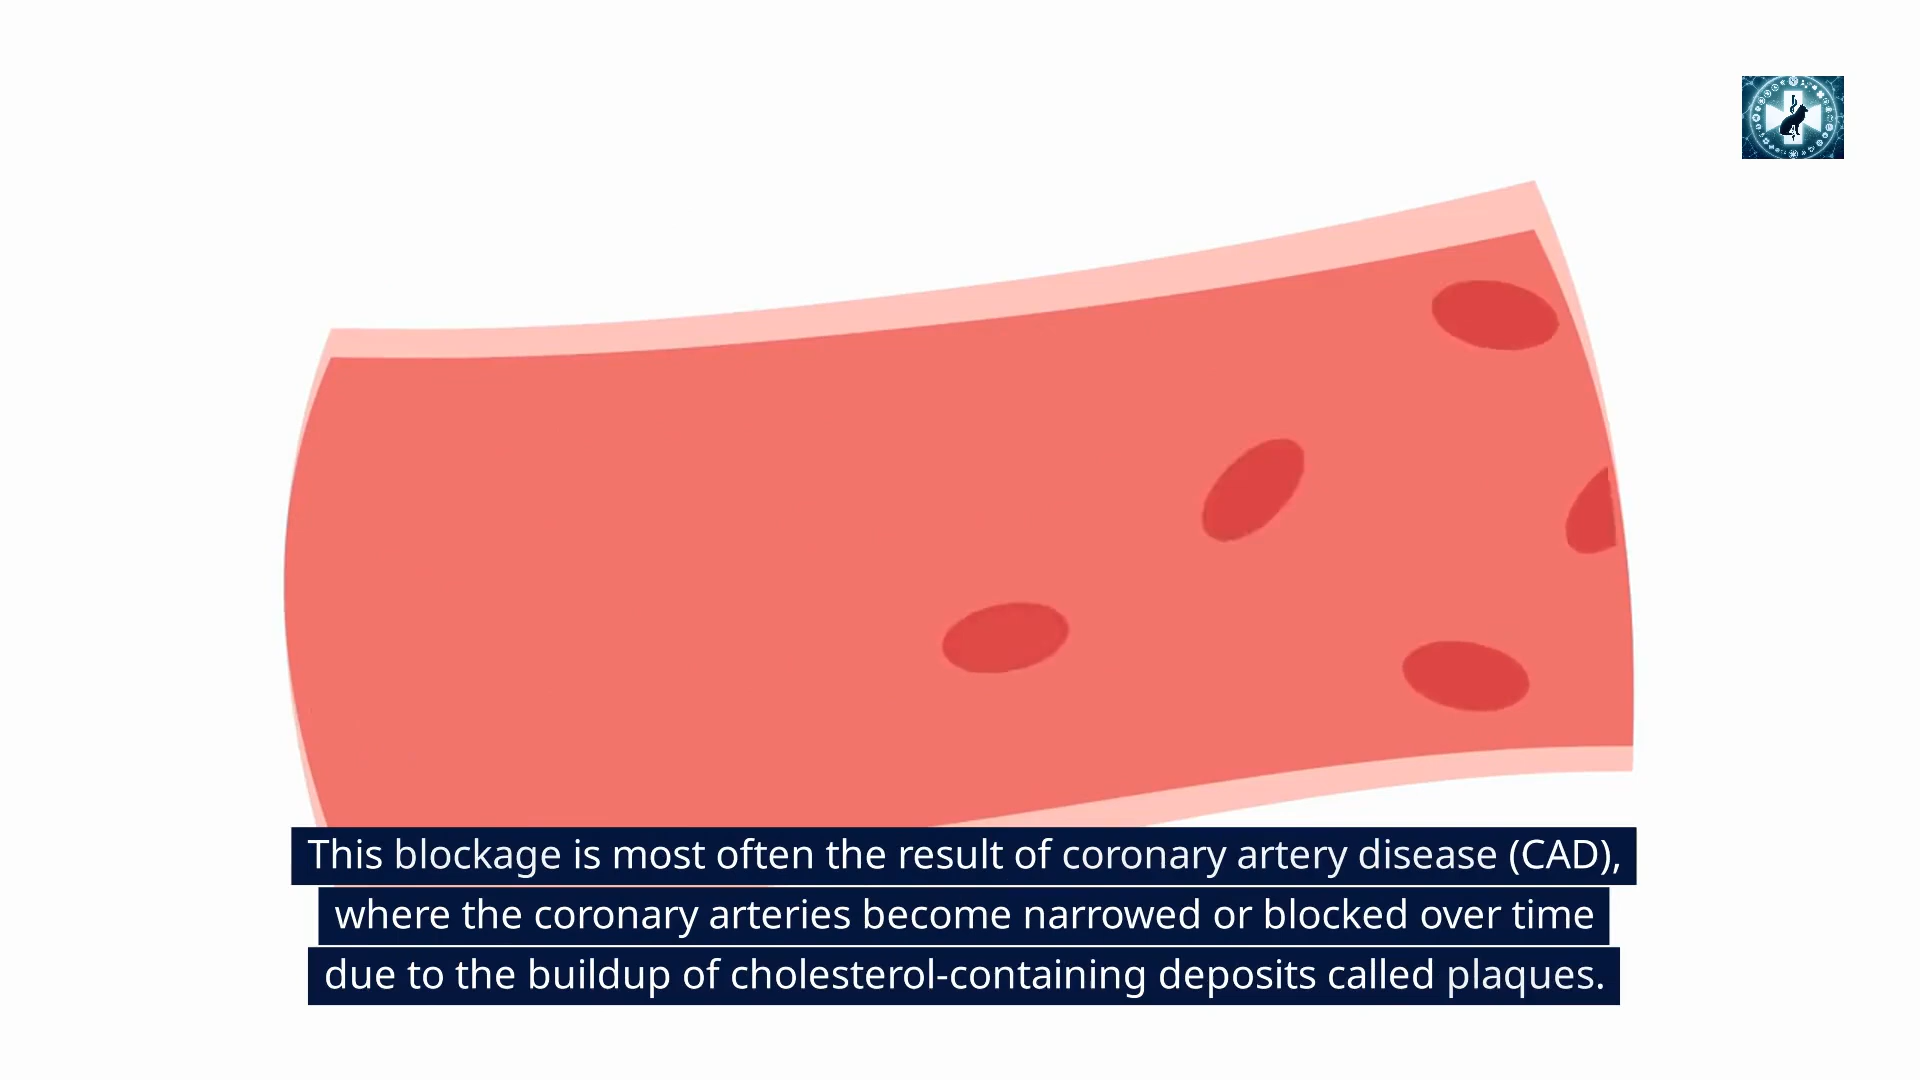 This blockage is most often the result of coronary artery disease (CAD),
where the coronary arteries become narrowed or blocked over time
due to the buildup of cholesterol-containing deposits called plaques.